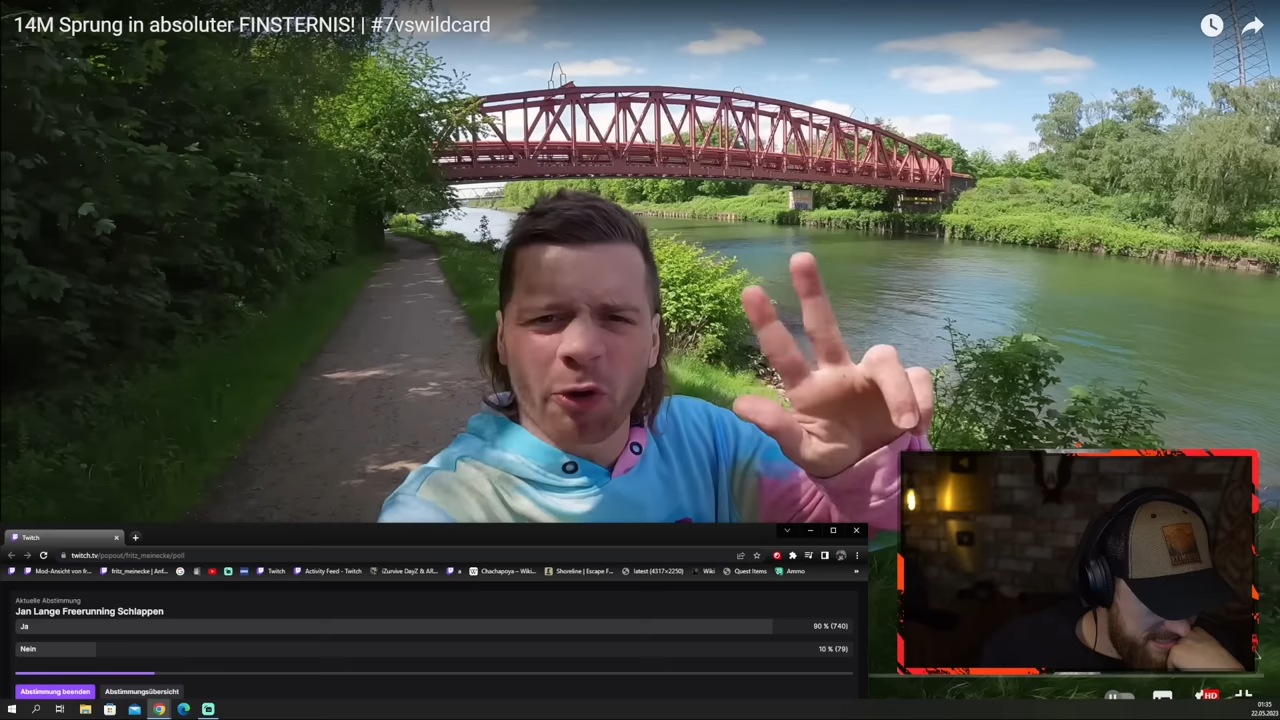 14M Sprung in absoluter FINSTERNIS! | #7vswildcard
Twitch
twitch.tv/popout/fritz_meinecke/poll
Mod-Ansicht von fr... fritz_meinecke | Anf... Twitch Activity Feed - Twitch iZurvive DayZ & AR... a Chachapoya – Wiki... Shoreline | Escape F... latest (4317×2250) Wiki Quest Items Ammo »
Aktuelle Abstimmung
Jan Lange Freerunning Schlappen
Ja 90 % (740)
Nein 10 % (79)
Abstimmung beenden Abstimmungsübersicht
HD
01:35
22.05.2023